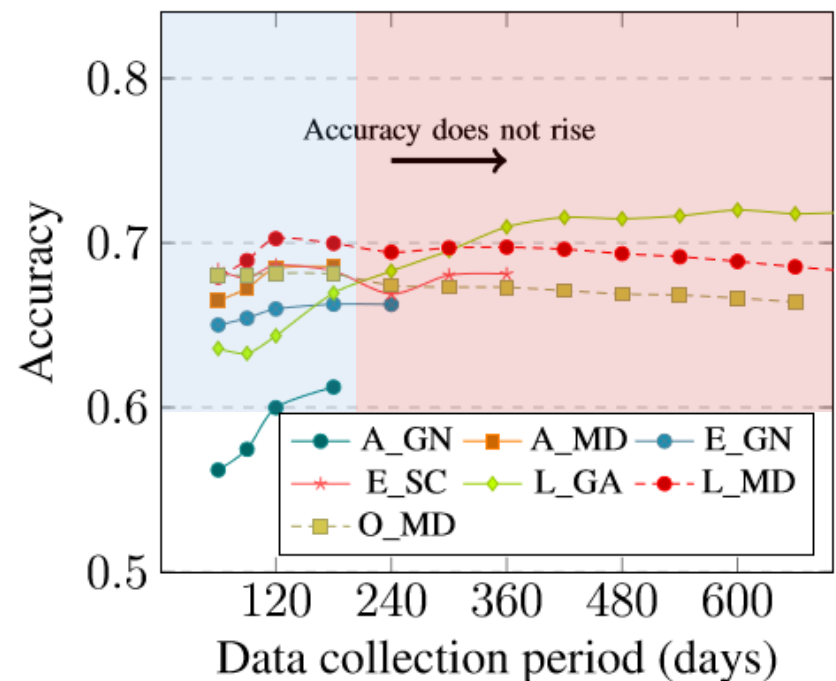 0.8
Accuracy does not rise
0.7
Accuracy
0.6
A_GN A_MD E_GN
E_SC L_GA L_MD
O_MD
0.5
120 240 360 480 600
Data collection period (days)